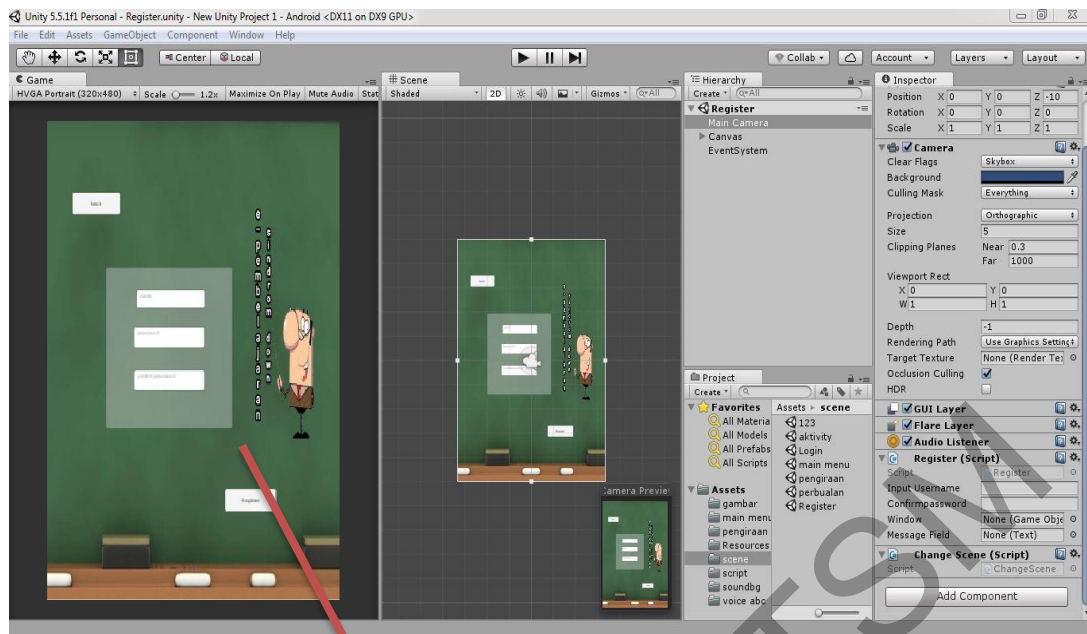 Unity 5.5.1f1 Personal - Register.unity - New Unity Project 1 - Android <DX11 on DX9 GPU>
File Edit Assets GameObject Component Window Help
Center Local Collab Account Layers Layout
Game
HVGA Portrait (320x480) Scale 1.2x Maximize On Play Mute Audio Stat
back
e-pembelajaran
sindrom down
Register
Scene
Shaded 2D Gizmos All
Camera Previe
Hierarchy
Create All
Register
Main Camera
Canvas
EventSystem
Project
Create
Favorites
All Materia
All Models
All Prefabs
All Scripts
Assets
gambar
main menu
pengiraan
Resources
scene
script
soundbg
voice abc
Assets scene
123
aktivity
Login
main menu
pengiraan
perbualan
Register
Inspector
Position X 0 Y 0 Z -10
Rotation X 0 Y 0 Z 0
Scale X 1 Y 1 Z 1
Camera
Clear Flags Skybox
Background
Culling Mask Everything
Projection Orthographic
Size 5
Clipping Planes Near 0.3
Far 1000
Viewport Rect
X 0 Y 0
W 1 H 1
Depth -1
Rendering Path Use Graphics Setting
Target Texture None (Render Te
Occlusion Culling
HDR
GUI Layer
Flare Layer
Audio Listener
Register (Script)
Script Register
Input Username
Confirmpassword
Window None (Game Obje
Message Field None (Text)
Change Scene (Script)
Script ChangeScene
Add Component